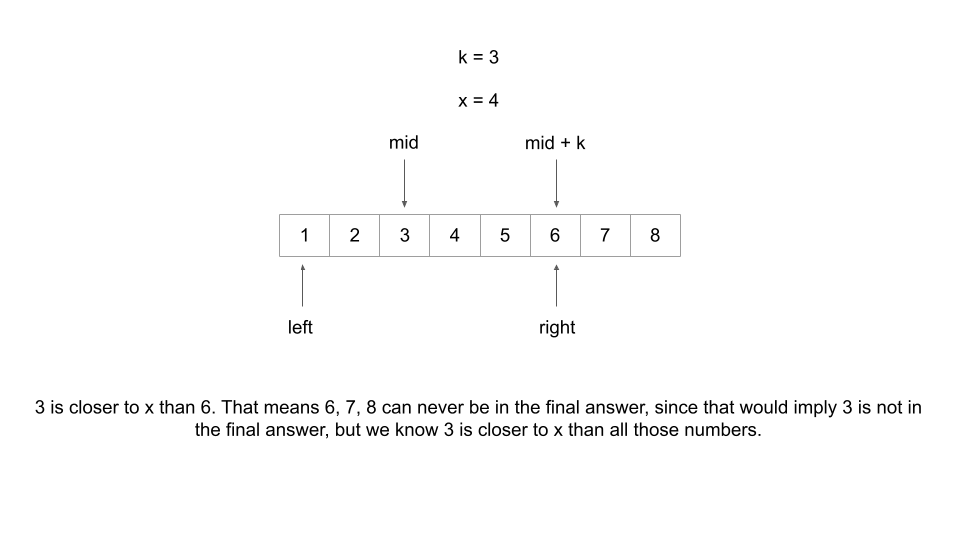 k = 3
x = 4
mid mid + k
1 2 3 4 5 6 7 8
left right
3 is closer to x than 6. That means 6, 7, 8 can never be in the final answer, since that would imply 3 is not in
the final answer, but we know 3 is closer to x than all those numbers.